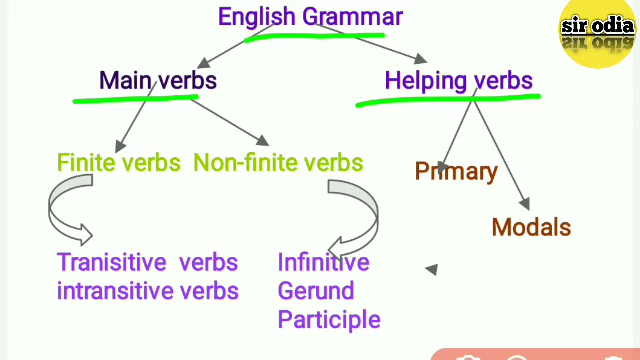 English Grammar
sir odia
Main verbs
Helping verbs
Finite verbs
Non-finite verbs
Primary
Modals
Tranisitive verbs
intransitive verbs
Infinitive
Gerund
Participle